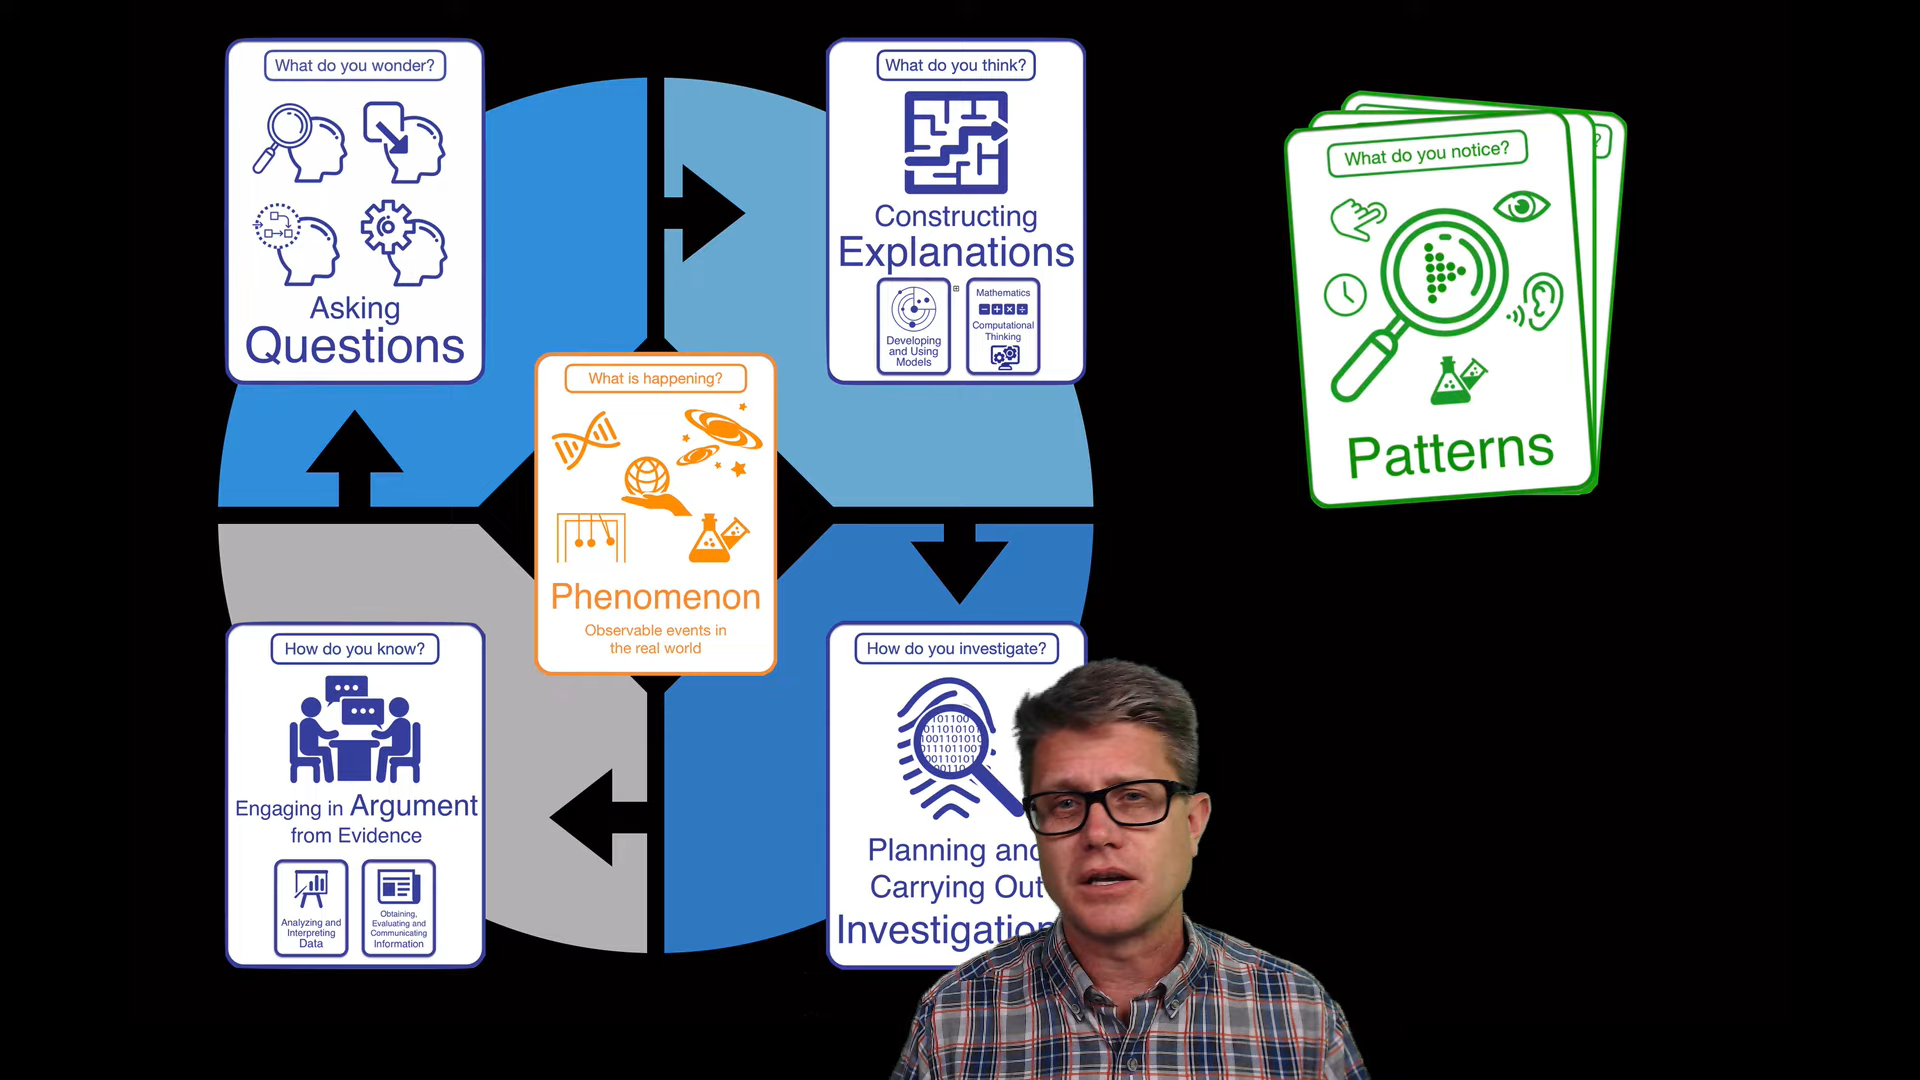 What do you wonder?
Asking
Questions
What do you think?
Constructing
Explanations
Developing
and Using
Models
Mathematics
Computational
Thinking
What is happening?
Phenomenon
Observable events in
the real world
How do you know?
Engaging in Argument
from Evidence
Analyzing and
Interpreting
Data
Obtaining,
Evaluating and
Communicating
Information
How do you investigate?
Planning and
Carrying Out
Investigation
What do you notice?
Patterns